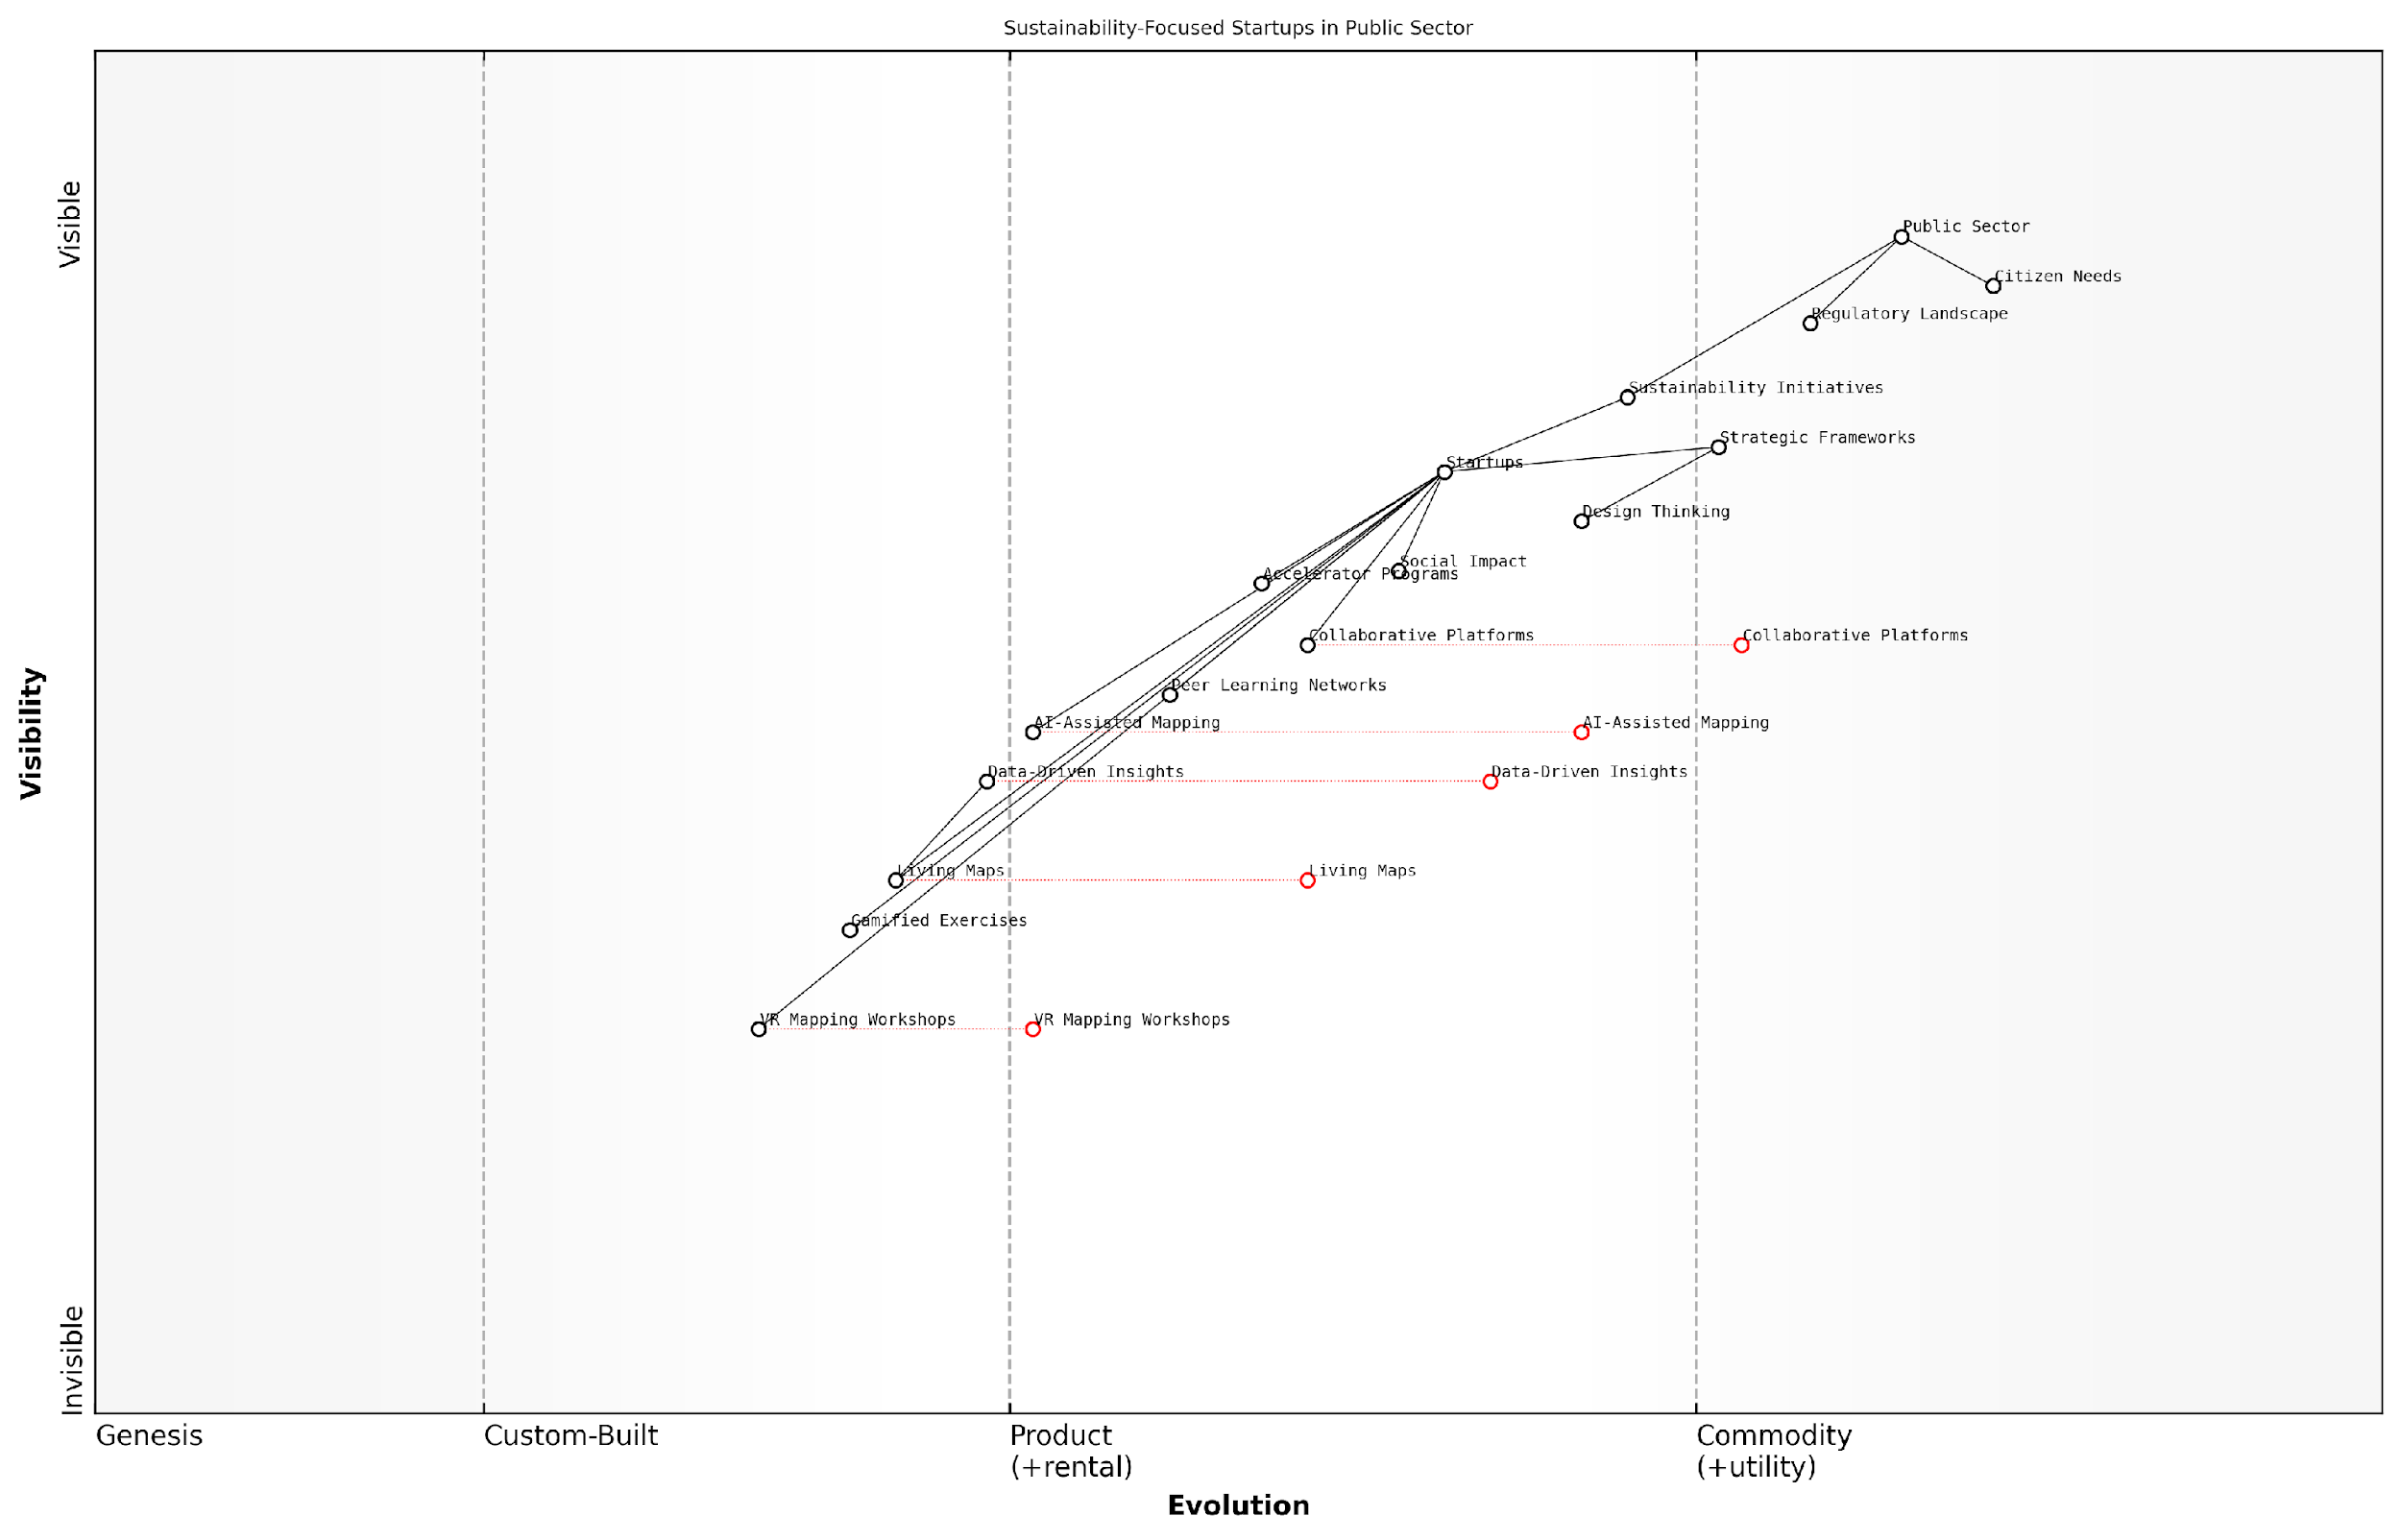 Sustainability-Focused Startups in Public Sector
Visible
Public Sector
Citizen Needs
Regulatory Landscape
Sustainability Initiatives
Strategic Frameworks
Startups
Design Thinking
Social Impact
Accelerator Programs
Collaborative Platforms
Collaborative Platforms
Peer Learning Networks
AI-Assisted Mapping
AI-Assisted Mapping
Data-Driven Insights
Data-Driven Insights
Visibility
Living Maps
Living Maps
Gamified Exercises
VR Mapping Workshops
VR Mapping Workshops
Invisible
Genesis
Custom-Built
Product
(+rental)
Commodity
(+utility)
Evolution